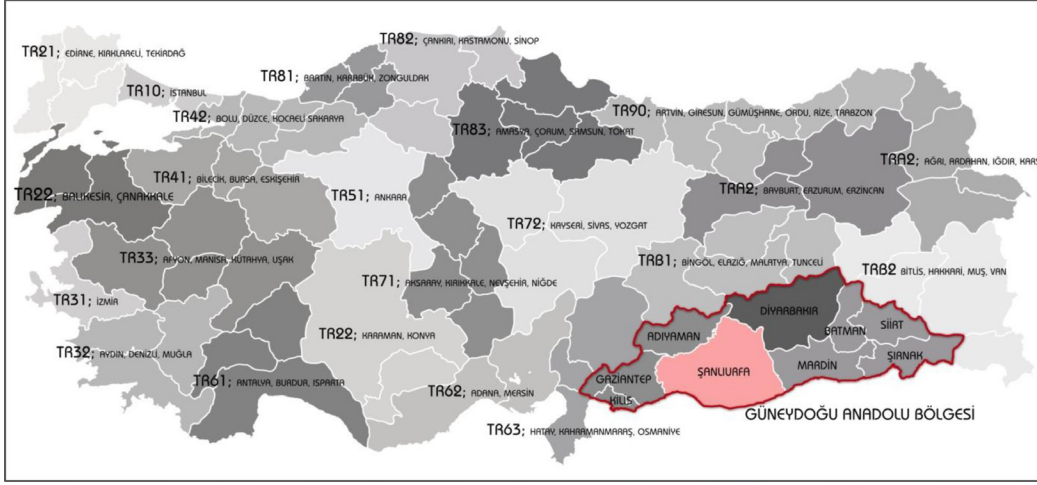 TR82; ÇANKIRI, KASTAMONU, SİNOP
TR21; EDİRNE, KIRKLARELİ, TEKİRDAĞ
TR81; BARTIN, KARABÜK, ZONGULDAK
TR10; İSTANBUL
TR42; BOLU, DÜZCE, KOCAELİ SAKARYA
TR90; ARTVİN, GİRESUN, GÜMÜŞHANE, ORDU, RİZE, TRABZON
TR83; AMASYA, ÇORUM, SAMSUN, TOKAT
TRA2; AĞRI, ARDAHAN, IĞDIR, KARS
TR41; BİLECİK, BURSA, ESKİŞEHİR
TR22; BALIKESİR, ÇANAKKALE
TR51; ANKARA
TRA2; BAYBURT, ERZURUM, ERZİNCAN
TR72; KAYSERİ, SİVAS, YOZGAT
TR33; AFYON, MANİSA, KÜTAHYA, UŞAK
TRB1; BİNGÖL, ELAZIĞ, MALATYA, TUNCELİ
TRB2 BİTLİS, HAKKARİ, MUŞ, VAN
TR71; AKSARAY, KIRIKKALE, NEVŞEHİR, NİĞDE
TR31; İZMİR
DİYARBAKIR
SİİRT
BATMAN
TR22; KARAMAN, KONYA
ADIYAMAN
TR32; AYDIN, DENİZLİ, MUĞLA
ŞIRNAK
MARDİN
ŞANLIURFA
GAZİANTEP
TR61; ANTALYA, BURDUR, ISPARTA
TR62; ADANA, MERSİN
KİLİS
GÜNEYDOĞU ANADOLU BÖLGESİ
TR63; HATAY, KAHRAMANMARAŞ, OSMANİYE